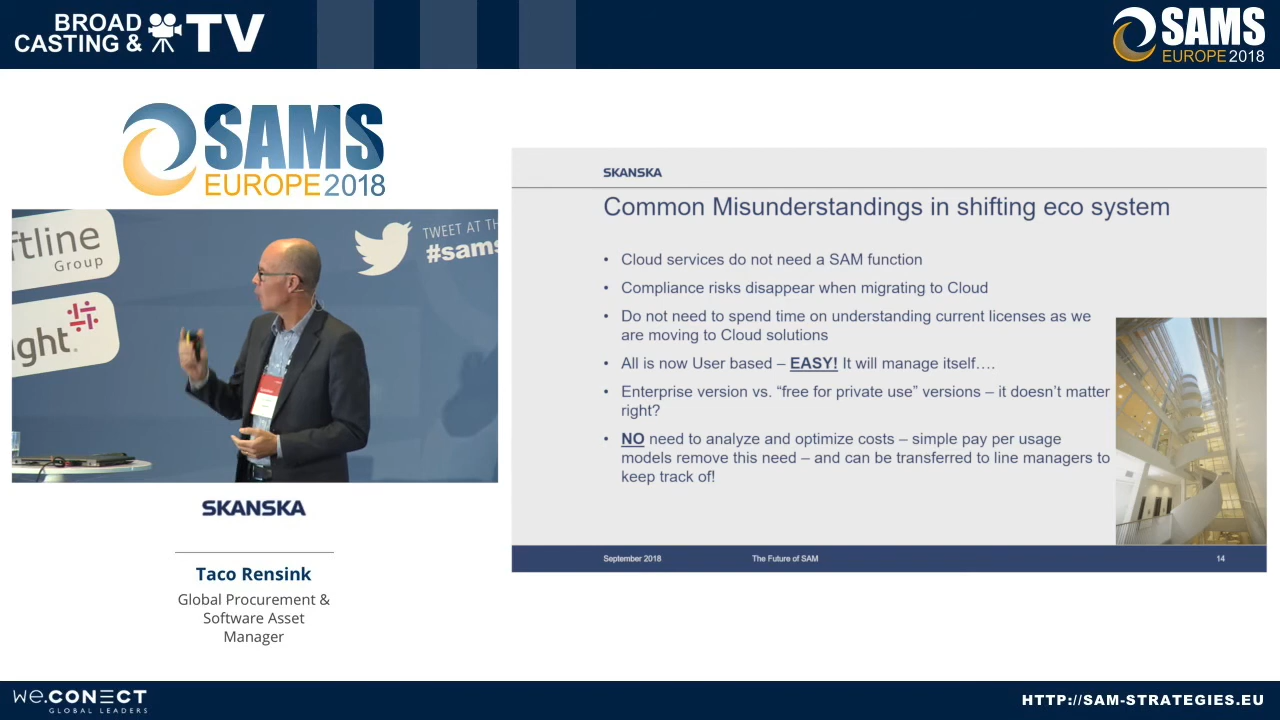 BROAD
CASTING & TV
SAMS
EUROPE 2018
SAMS
EUROPE 2018
ftline
Group
ght.
TWEET AT TH
#sams
SKANSKA
Taco Rensink
Global Procurement &
Software Asset
Manager
SKANSKA
Common Misunderstandings in shifting eco system
• Cloud services do not need a SAM function
• Compliance risks disappear when migrating to Cloud
• Do not need to spend time on understanding current licenses as we
are moving to Cloud solutions
• All is now User based – EASY! It will manage itself….
• Enterprise version vs. “free for private use” versions – it doesn’t matter
right?
• NO need to analyze and optimize costs – simple pay per usage
models remove this need – and can be transferred to line managers to
keep track of!
September 2018 The Future of SAM 14
we.CONECT
GLOBAL LEADERS
HTTP://SAM-STRATEGIES.EU